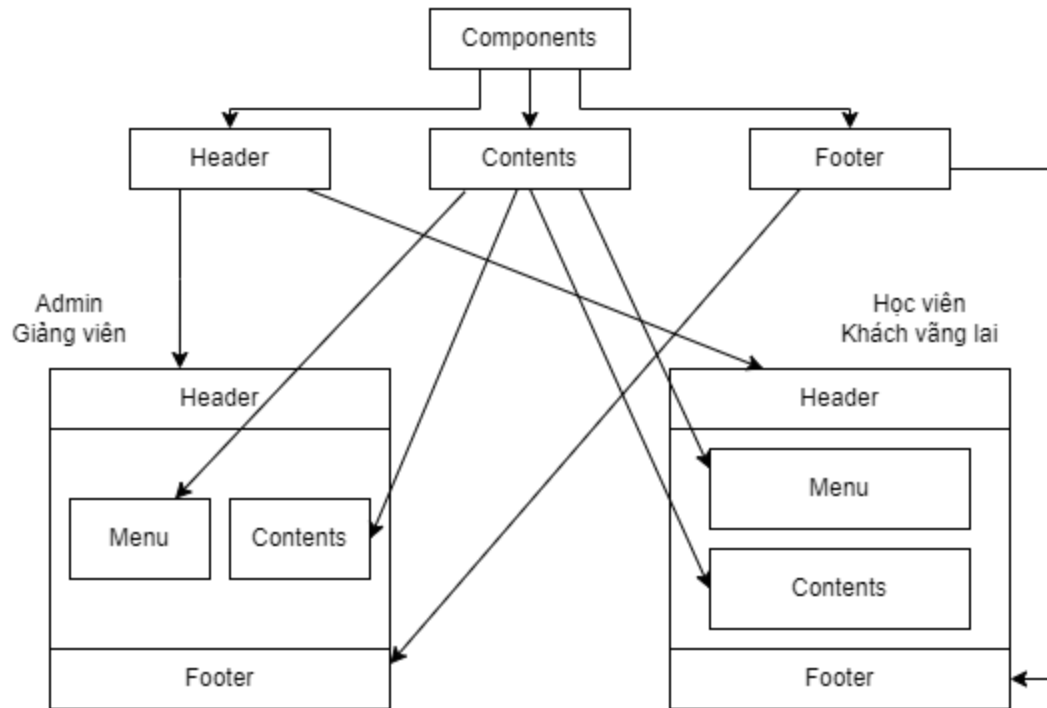 Components
Header
Contents
Footer
Admin
Giảng viên
Học viên
Khách vãng lai
Header
Menu
Contents
Footer
Header
Menu
Contents
Footer